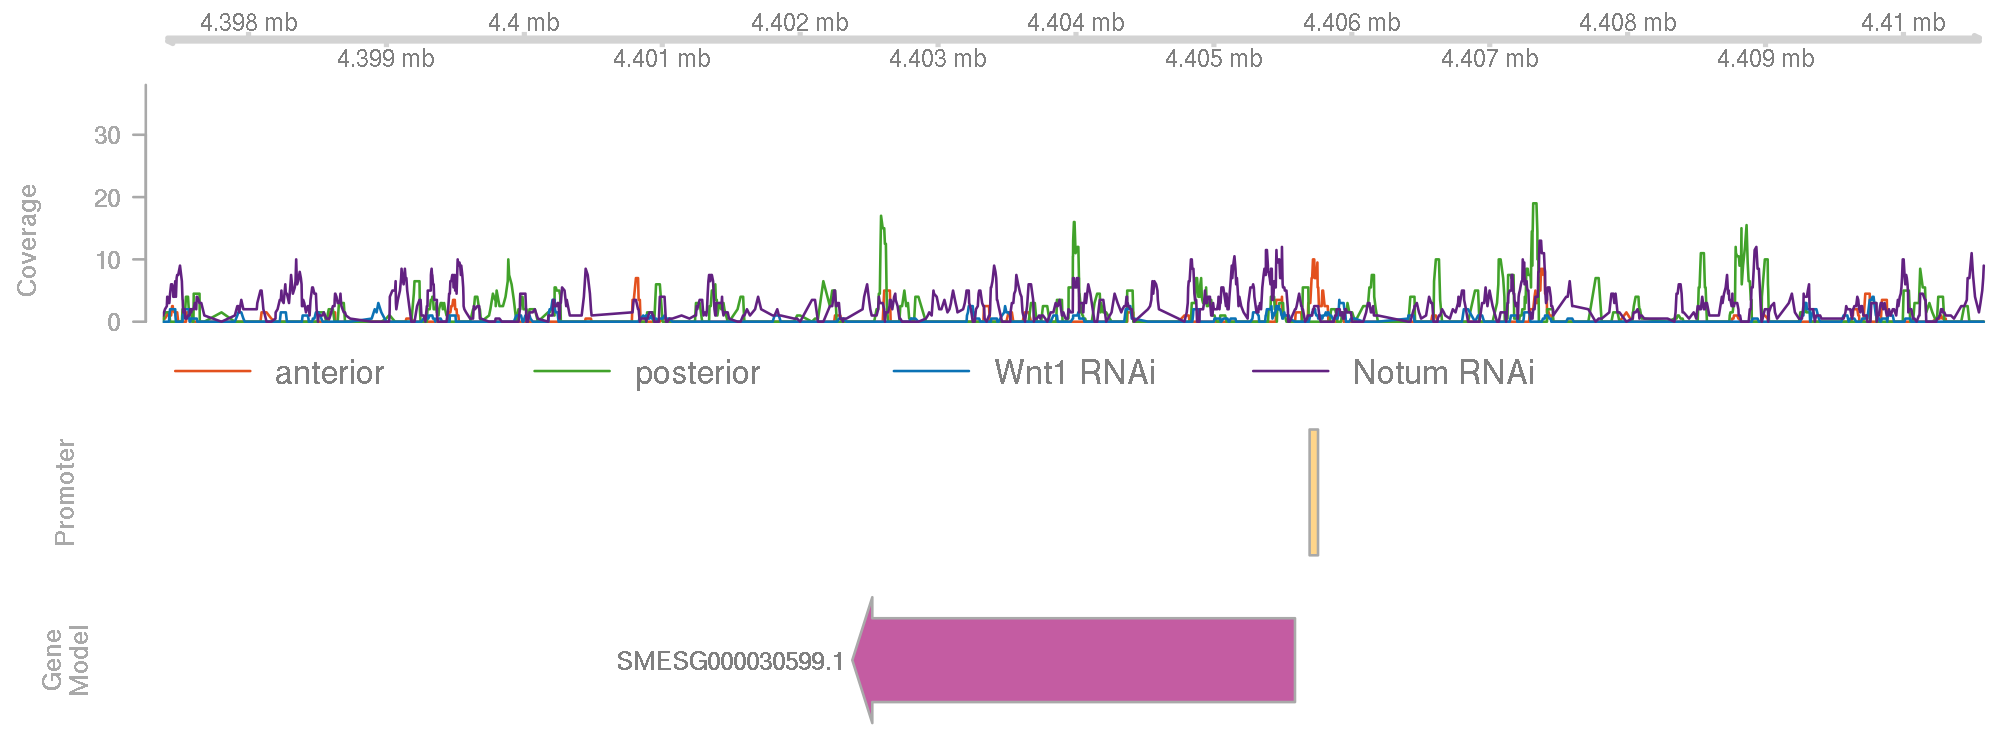 4.398 mb 4.4 mb 4.402 mb 4.404 mb 4.406 mb 4.408 mb 4.41 mb
4.399 mb 4.401 mb 4.403 mb 4.405 mb 4.407 mb 4.409 mb
Coverage
30
20
10
0
anterior posterior Wnt1 RNAi Notum RNAi
Promoter
0
Gene
Model
SMESG000030599.1